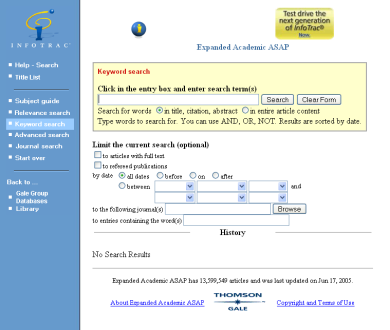 INFOTRAC®
Help - Search
Title List
Subject guide
Relevance search
Keyword search
Advanced search
Journal search
Start over
Back to ...
Gale Group
Databases
Library
Test drive the
next generation
of InfoTrac®
Now.
Expanded Academic ASAP
Keyword search
Click in the entry box and enter search term(s)
Search Clear Form
Search for words in title, citation, abstract in entire article content
Type words to search for. You can use AND, OR, NOT. Results are sorted by date.
Limit the current search (optional)
to articles with full text
to refereed publications
by date all dates before on after
between and
to the following journal(s) Browse
to entries containing the word(s)
History
No Search Results
Expanded Academic ASAP has 13,599,549 articles and was last updated on Jun 17, 2005.
About Expanded Academic ASAP THOMSON GALE Copyright and Terms of Use